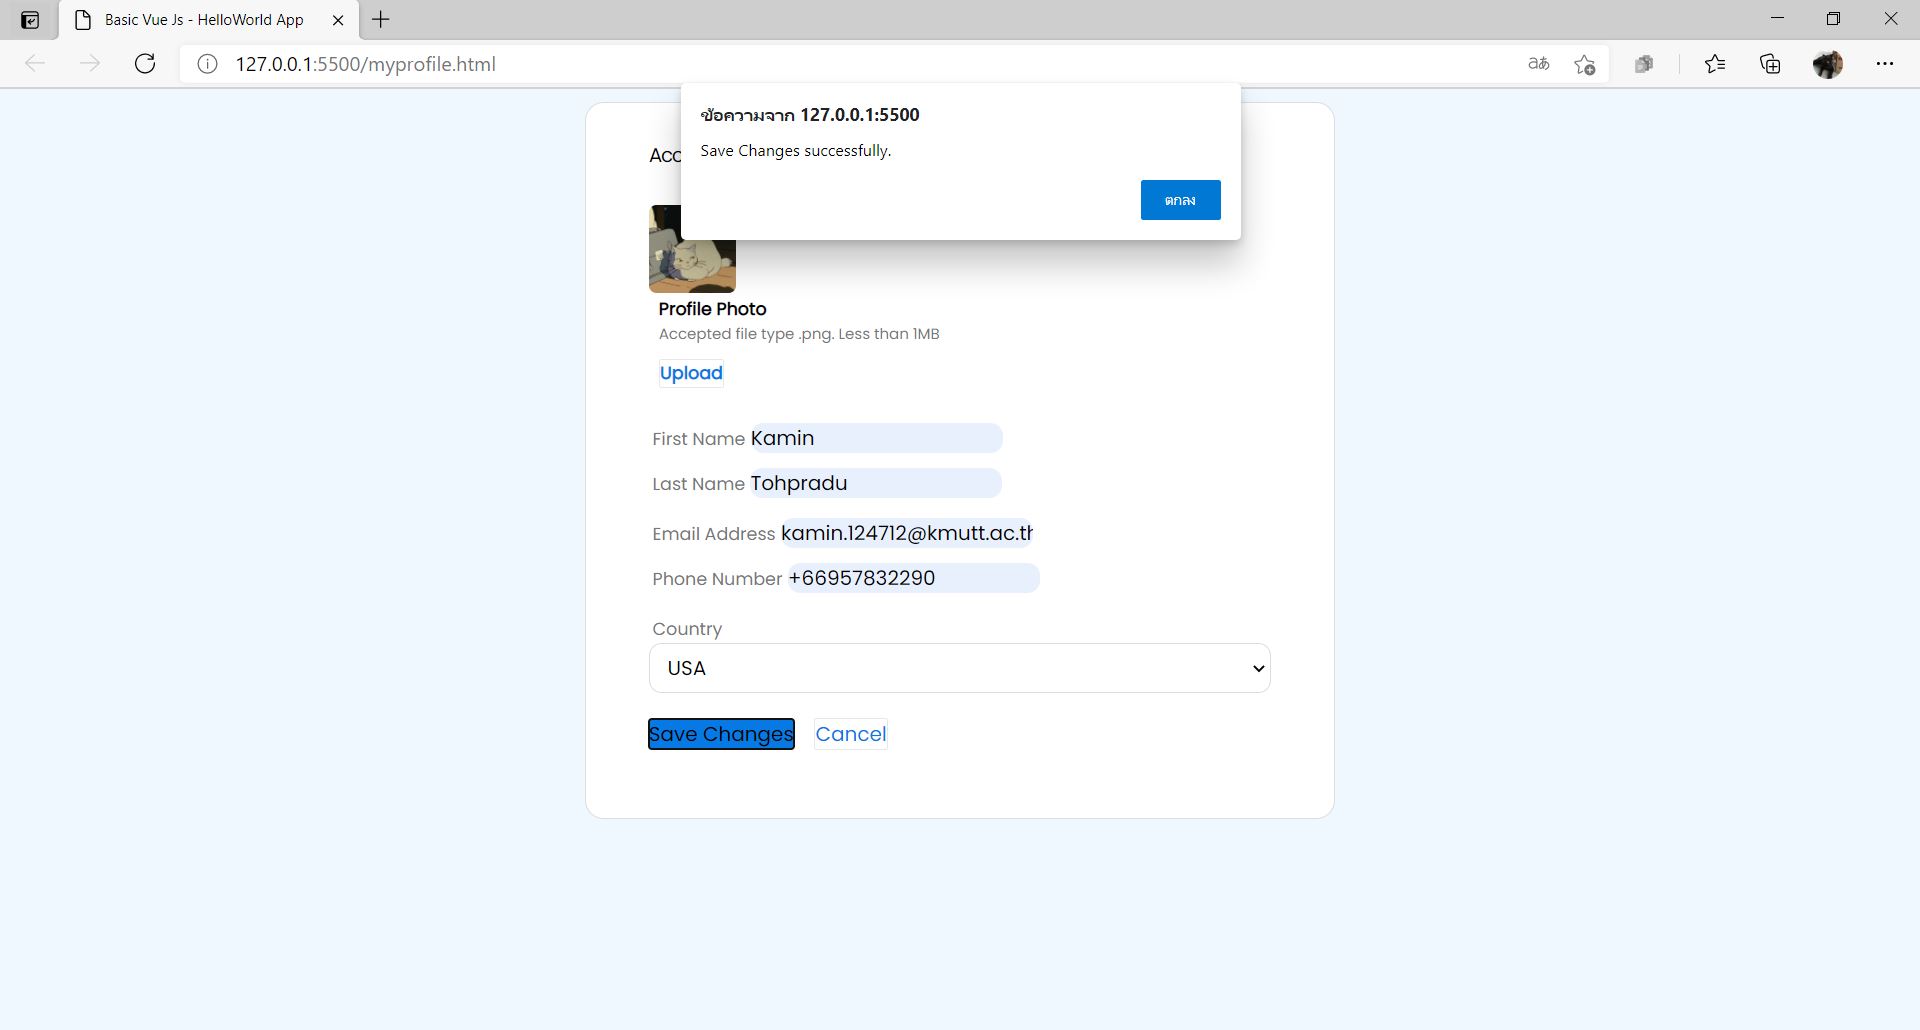 Basic Vue Js - HelloWorld App
127.0.0.1:5500/myprofile.html
ข้อความจาก 127.0.0.1:5500
Save Changes successfully.
ตกลง
Profile Photo
Accepted file type .png. Less than 1MB
Upload
First Name Kamin
Last Name Tohpradu
Email Address kamin.124712@kmutt.ac.th
Phone Number +66957832290
Country
USA
Save Changes Cancel